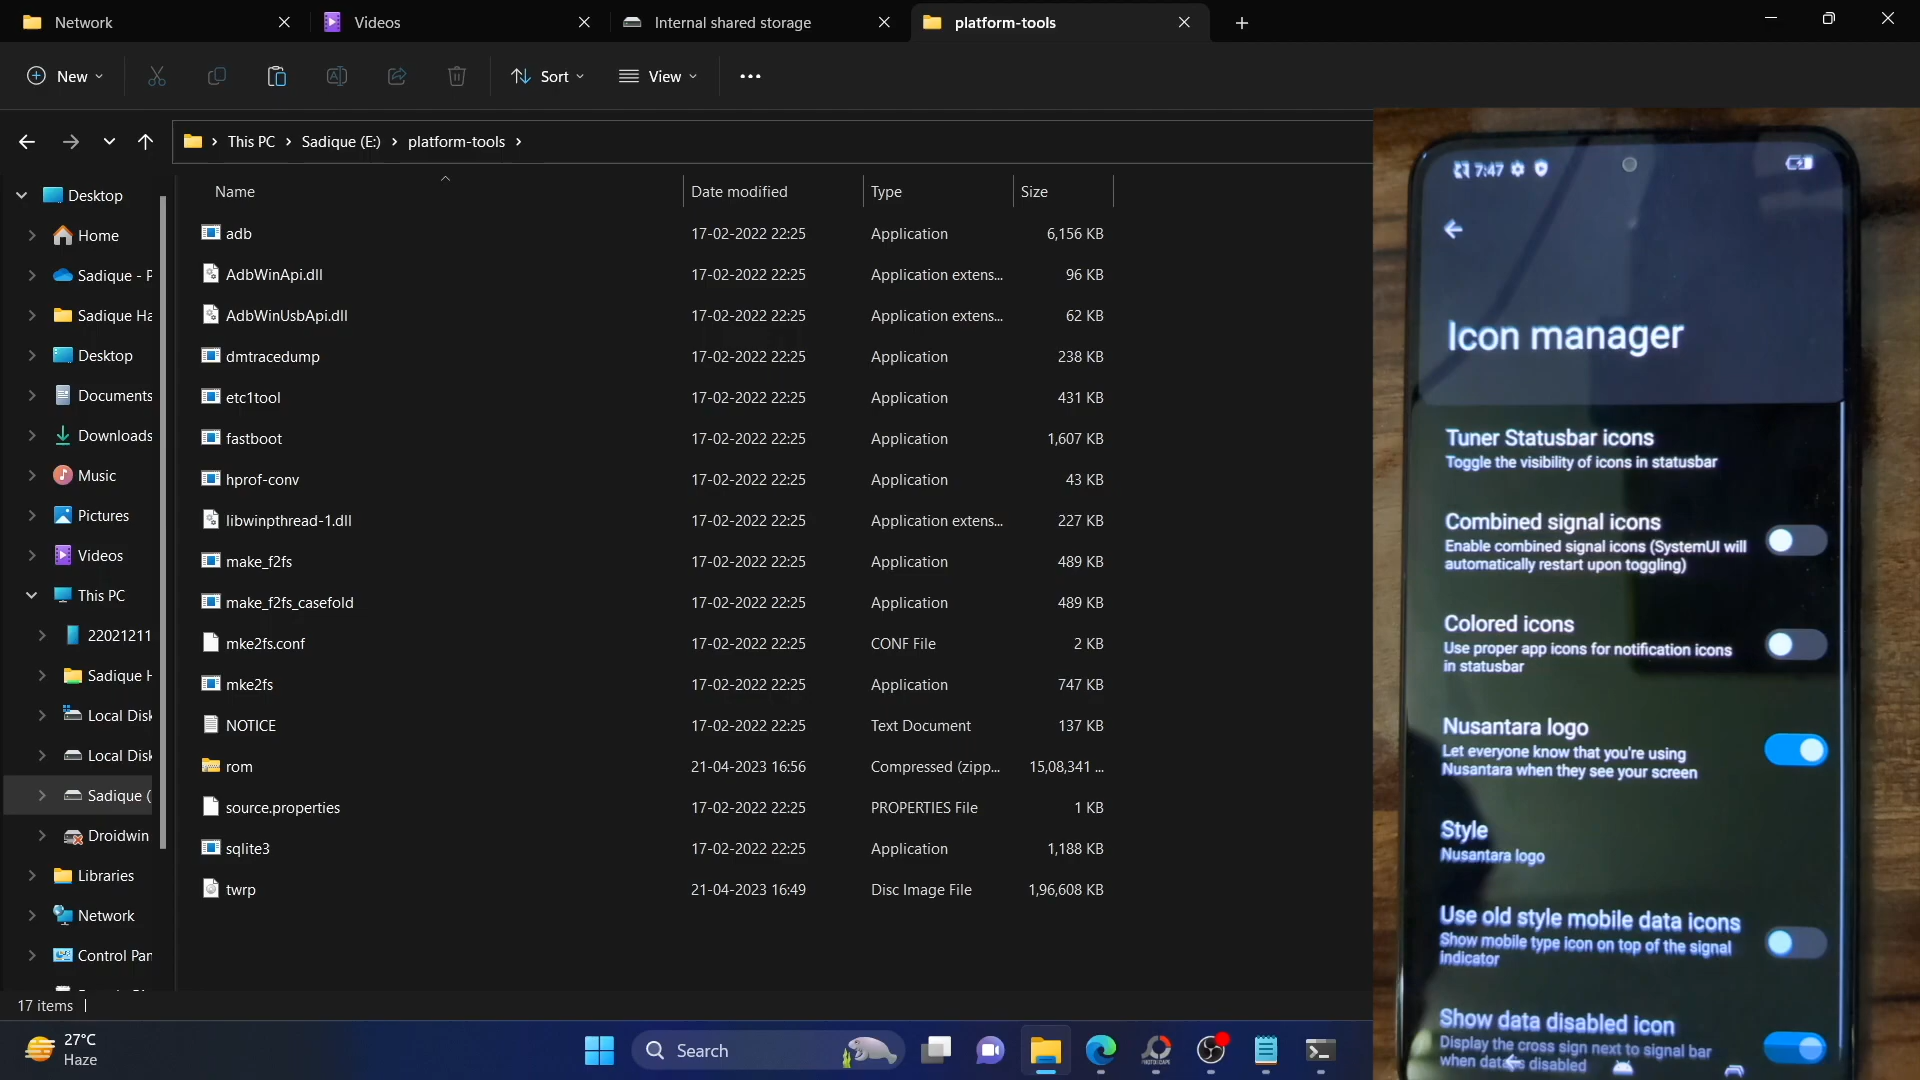 Network
Videos
Internal shared storage
platform-tools
New
Sort
View
This PC
Sadique (E:)
platform-tools
Name
Date modified
Type
Size
Desktop
Home
Sadique - P
Sadique Ha
Desktop
Documents
Downloads
Music
Pictures
Videos
This PC
22021211
Sadique H
Local Disk
Local Disk
Sadique (
Droidwin
Libraries
Network
Control Pan
adb 17-02-2022 22:25 Application 6,156 KB
AdbWinApi.dll 17-02-2022 22:25 Application extens... 96 KB
AdbWinUsbApi.dll 17-02-2022 22:25 Application extens... 62 KB
dmtracedump 17-02-2022 22:25 Application 238 KB
etc1tool 17-02-2022 22:25 Application 431 KB
fastboot 17-02-2022 22:25 Application 1,607 KB
hprof-conv 17-02-2022 22:25 Application 43 KB
libwinpthread-1.dll 17-02-2022 22:25 Application extens... 227 KB
make_f2fs 17-02-2022 22:25 Application 489 KB
make_f2fs_casefold 17-02-2022 22:25 Application 489 KB
mke2fs.conf 17-02-2022 22:25 CONF File 2 KB
mke2fs 17-02-2022 22:25 Application 747 KB
NOTICE 17-02-2022 22:25 Text Document 137 KB
rom 21-04-2023 16:56 Compressed (zipp... 15,08,341 ...
source.properties 17-02-2022 22:25 PROPERTIES File 1 KB
sqlite3 17-02-2022 22:25 Application 1,188 KB
twrp 21-04-2023 16:49 Disc Image File 1,96,608 KB
17 items
27°C
Haze
Search
7:47
Icon manager
Tuner Statusbar icons
Toggle the visibility of icons in statusbar
Combined signal icons
Enable combined signal icons (SystemUI will
automatically restart upon toggling)
Colored icons
Use proper app icons for notification icons
in statusbar
Nusantara logo
Let everyone know that you're using
Nusantara when they see your screen
Style
Nusantara logo
Use old style mobile data icons
Show mobile type icon on top of the signal
indicator
Show data disabled icon
Display the cross sign next to signal bar
when data is disabled